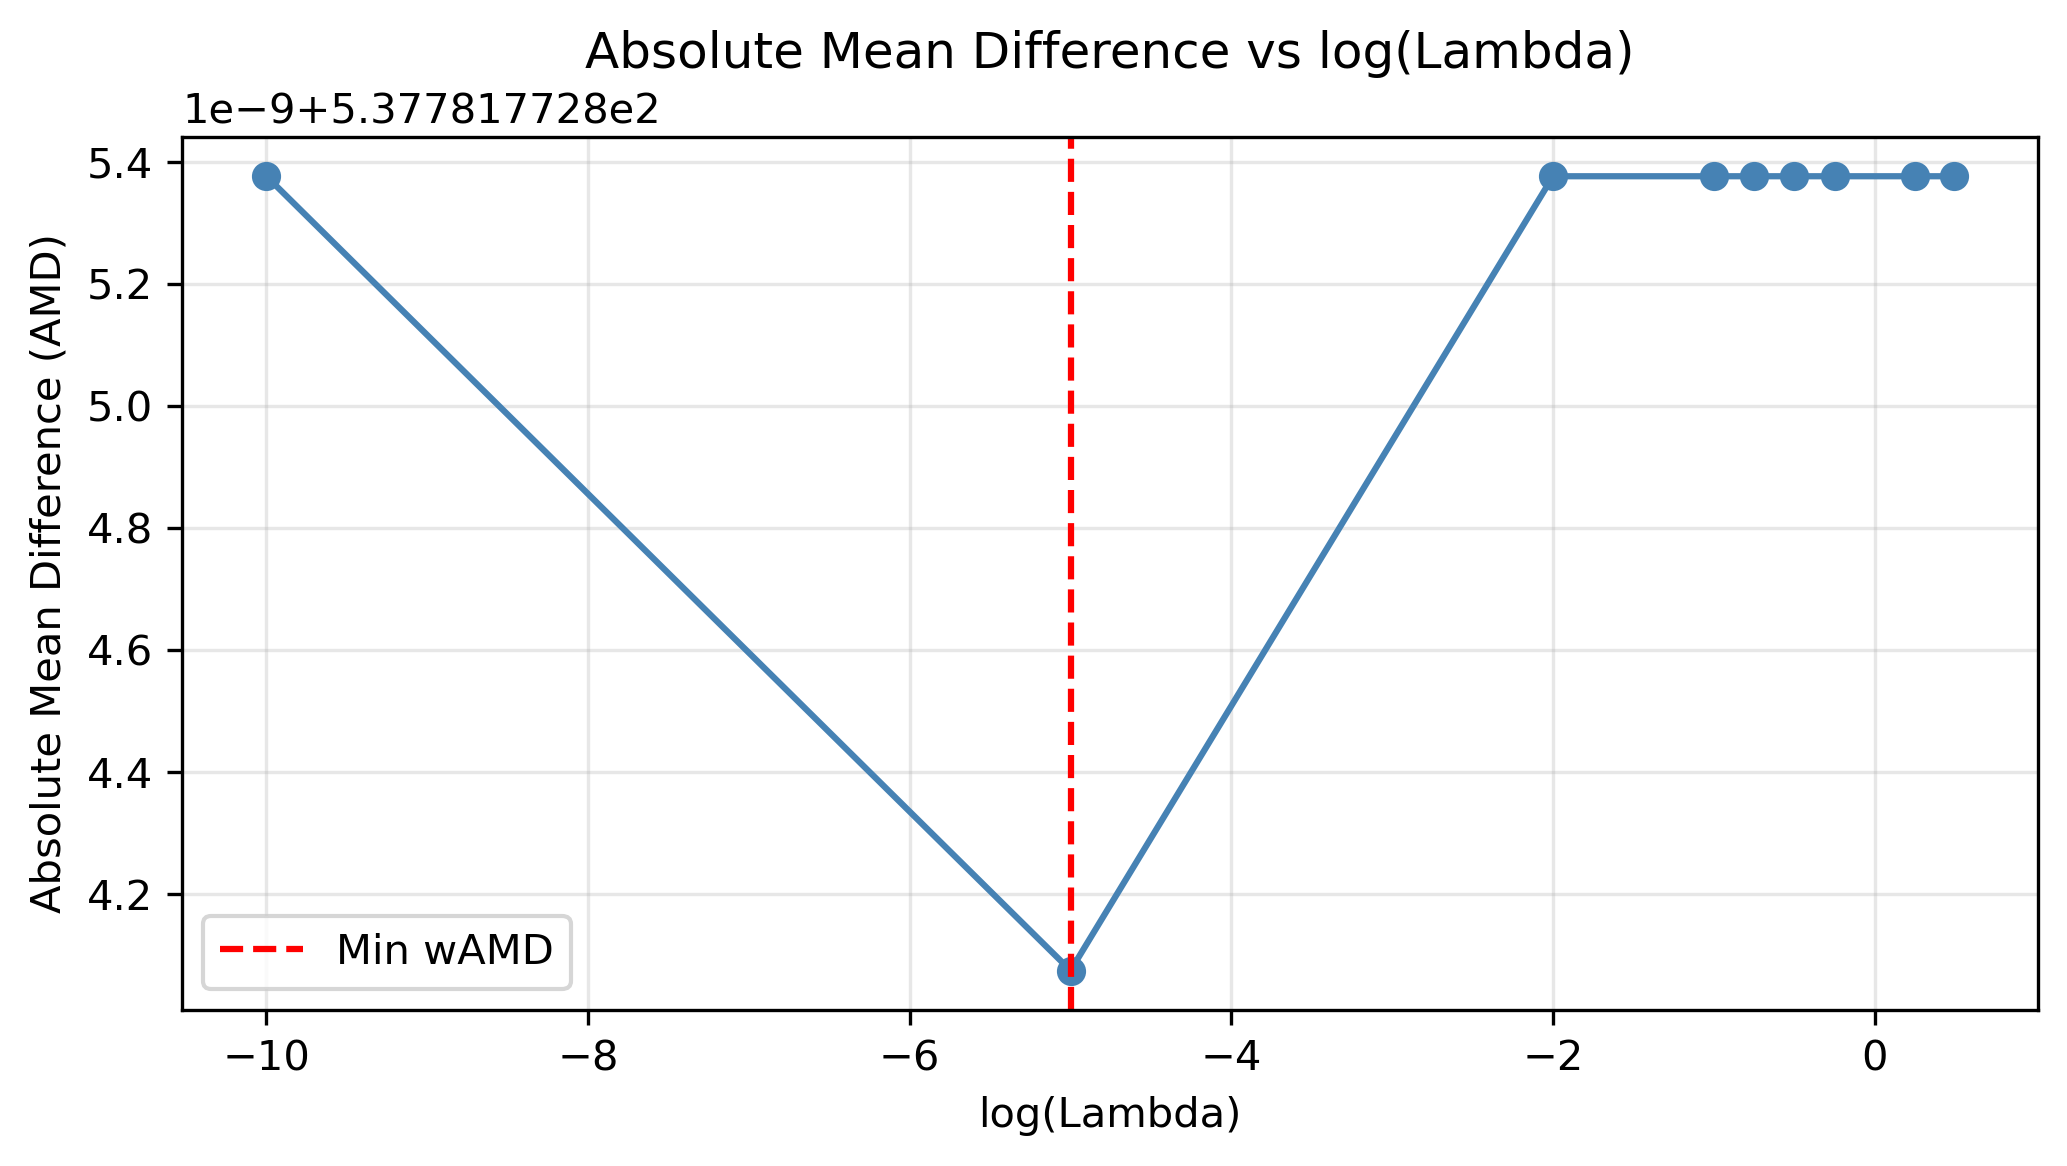 Absolute Mean Difference vs log(Lambda)
1e−9+5.377817728e2
5.4
5.2
5.0
4.8
4.6
4.4
4.2
Absolute Mean Difference (AMD)
Min wAMD
−10
−8
−6
−4
−2
0
log(Lambda)